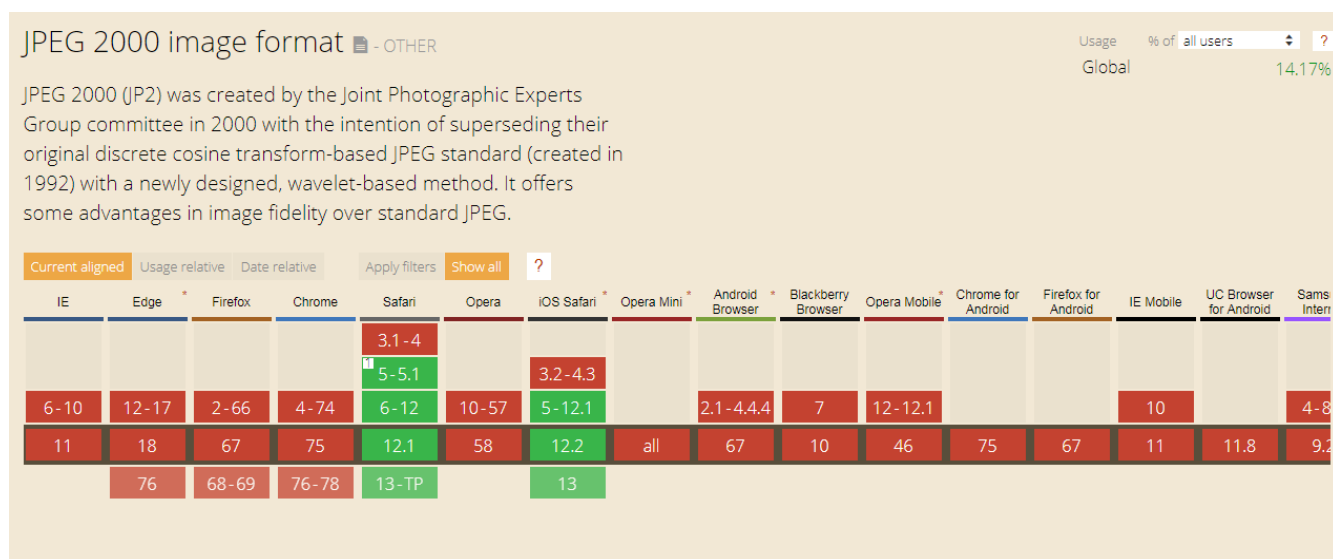 JPEG 2000 image format - OTHER
Usage % of all users ?
Global 14.17%
JPEG 2000 (JP2) was created by the Joint Photographic Experts
Group committee in 2000 with the intention of superseding their
original discrete cosine transform-based JPEG standard (created in
1992) with a newly designed, wavelet-based method. It offers
some advantages in image fidelity over standard JPEG.
Current aligned Usage relative Date relative Apply filters Show all ?
IE Edge * Firefox Chrome Safari Opera iOS Safari * Opera Mini * Android Browser * Blackberry Browser Opera Mobile * Chrome for Android Firefox for Android IE Mobile UC Browser for Android
3.1-4
1 5-5.1 3.2-4.3
6-10 12-17 2-66 4-74 6-12 10-57 5-12.1 2.1-4.4.4 7 12-12.1 10 4-8
11 18 67 75 12.1 58 12.2 all 67 10 46 75 67 11 11.8 9.2
76 68-69 76-78 13-TP 13